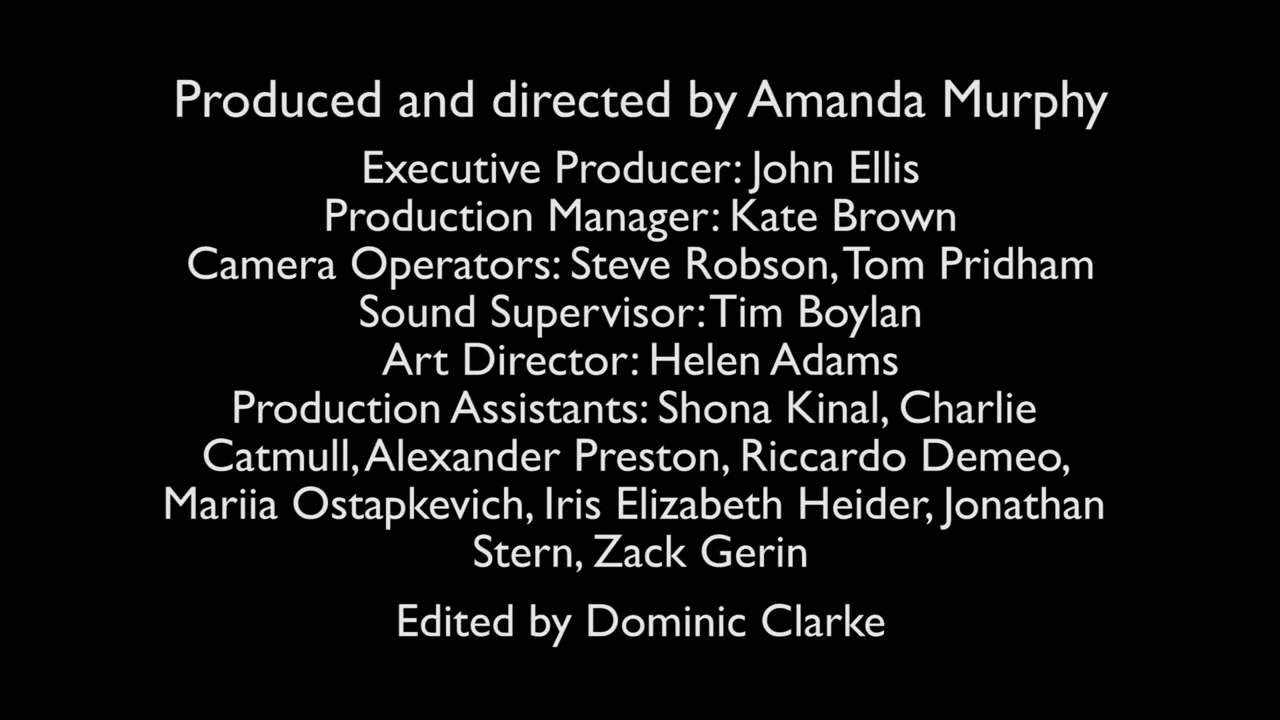 Produced and directed by Amanda Murphy
Executive Producer: John Ellis
Production Manager: Kate Brown
Camera Operators: Steve Robson, Tom Pridham
Sound Supervisor: Tim Boylan
Art Director: Helen Adams
Production Assistants: Shona Kinal, Charlie
Catmull, Alexander Preston, Riccardo Demeo,
Mariia Ostapkevich, Iris Elizabeth Heider, Jonathan
Stern, Zack Gerin
Edited by Dominic Clarke